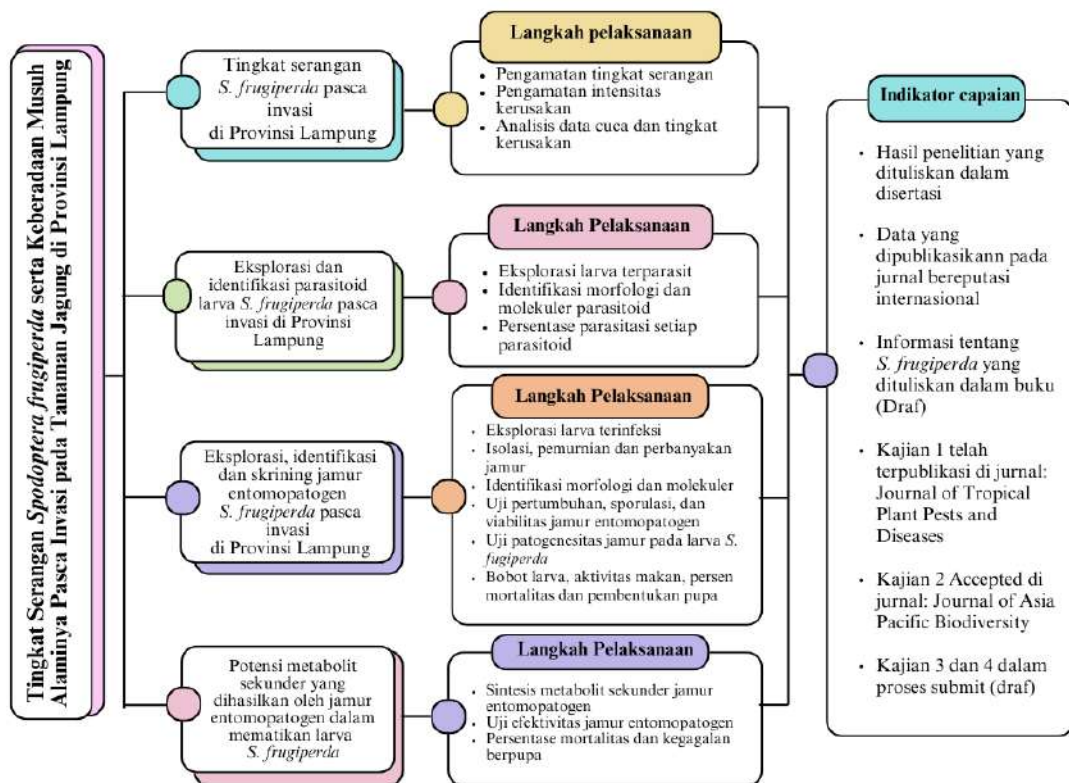 Tingkat Serangan Spodoptera frugiperda serta Keberadaan Musuh
Alaminya Pasca Invasi pada Tanaman Jagung di Provinsi Lampung
Tingkat serangan
S. frugiperda pasca
invasi
di Provinsi Lampung
Langkah pelaksanaan
• Pengamatan tingkat serangan
• Pengamatan intensitas
kerusakan
• Analisis data cuca dan tingkat
kerusakan
Eksplorasi dan
identifikasi parasitoid
larva S. frugiperda pasca
invasi di Provinsi
Lampung
Langkah Pelaksanaan
• Eksplorasi larva terparasit
• Identifikasi morfologi dan
molekuler parasitoid
• Persentase parasitasi setiap
parasitoid
Eksplorasi, identifikasi
dan skrining jamur
entomopatogen
S. frugiperda pasca
invasi
di Provinsi Lampung
Langkah Pelaksanaan
• Eksplorasi larva terinfeksi
• Isolasi, pemurnian dan perbanyakan
jamur
• Identifikasi morfologi dan molekuler
• Uji pertumbuhan, sporulasi, dan
viabilitas jamur entomopatogen
• Uji patogenesitas jamur pada larva S.
fugiperda
• Bobot larva, aktivitas makan, persen
mortalitas dan pembentukan pupa
Potensi metabolit
sekunder yang
dihasilkan oleh jamur
entomopatogen dalam
mematikan larva
S. frugiperda
Langkah Pelaksanaan
• Sintesis metabolit sekunder jamur
entomopatogen
• Uji efektivitas jamur entomopatogen
• Persentase mortalitas dan kegagalan
berpupa
Indikator capaian
• Hasil penelitian yang
dituliskan dalam
disertasi
• Data yang
dipublikasikann pada
jurnal bereputasi
internasional
• Informasi tentang
S. frugiperda yang
dituliskan dalam buku
(Draf)
• Kajian 1 telah
terpublikasi di jurnal:
Journal of Tropical
Plant Pests and
Diseases
• Kajian 2 Accepted di
jurnal: Journal of Asia
Pacific Biodiversity
• Kajian 3 dan 4 dalam
proses submit (draf)